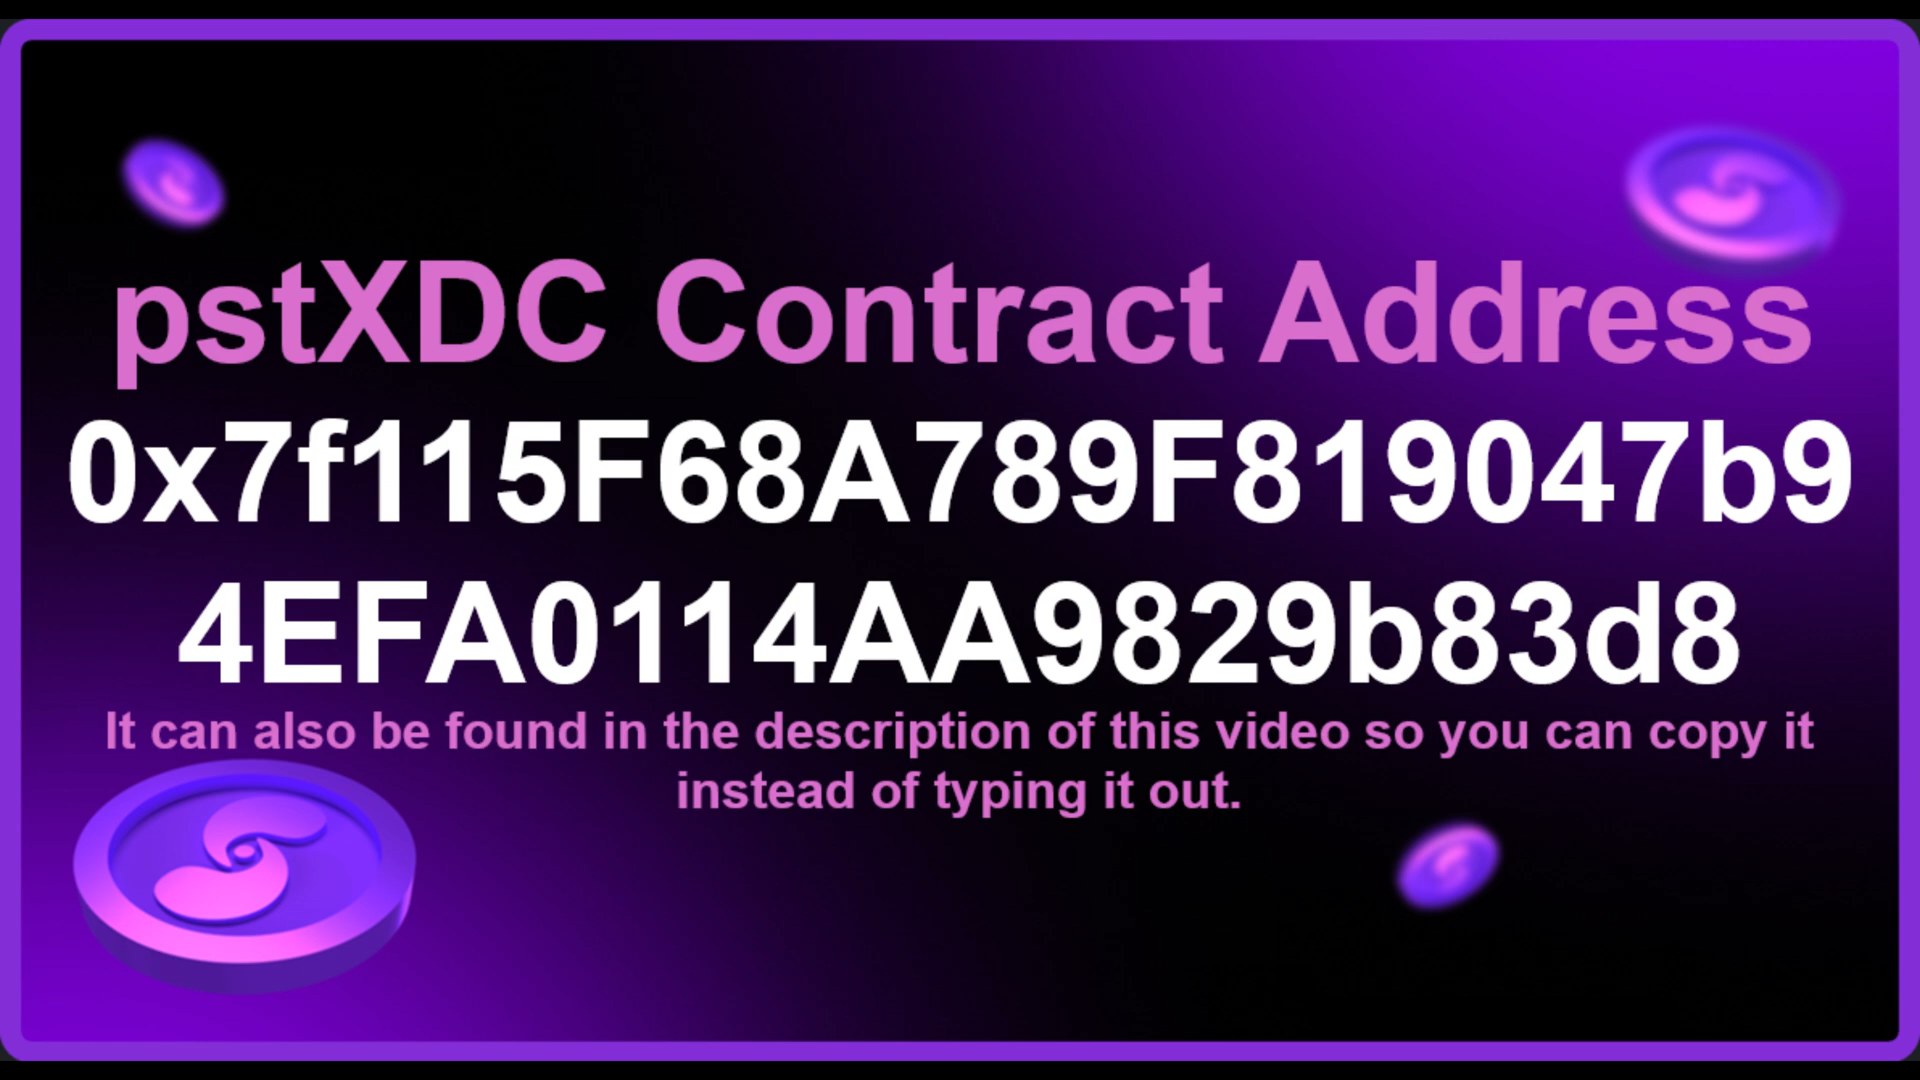 pstXDC Contract Address
0x7f115F68A789F819047b9
4EFA0114AA9829b83d8
It can also be found in the description of this video so you can copy it
instead of typing it out.